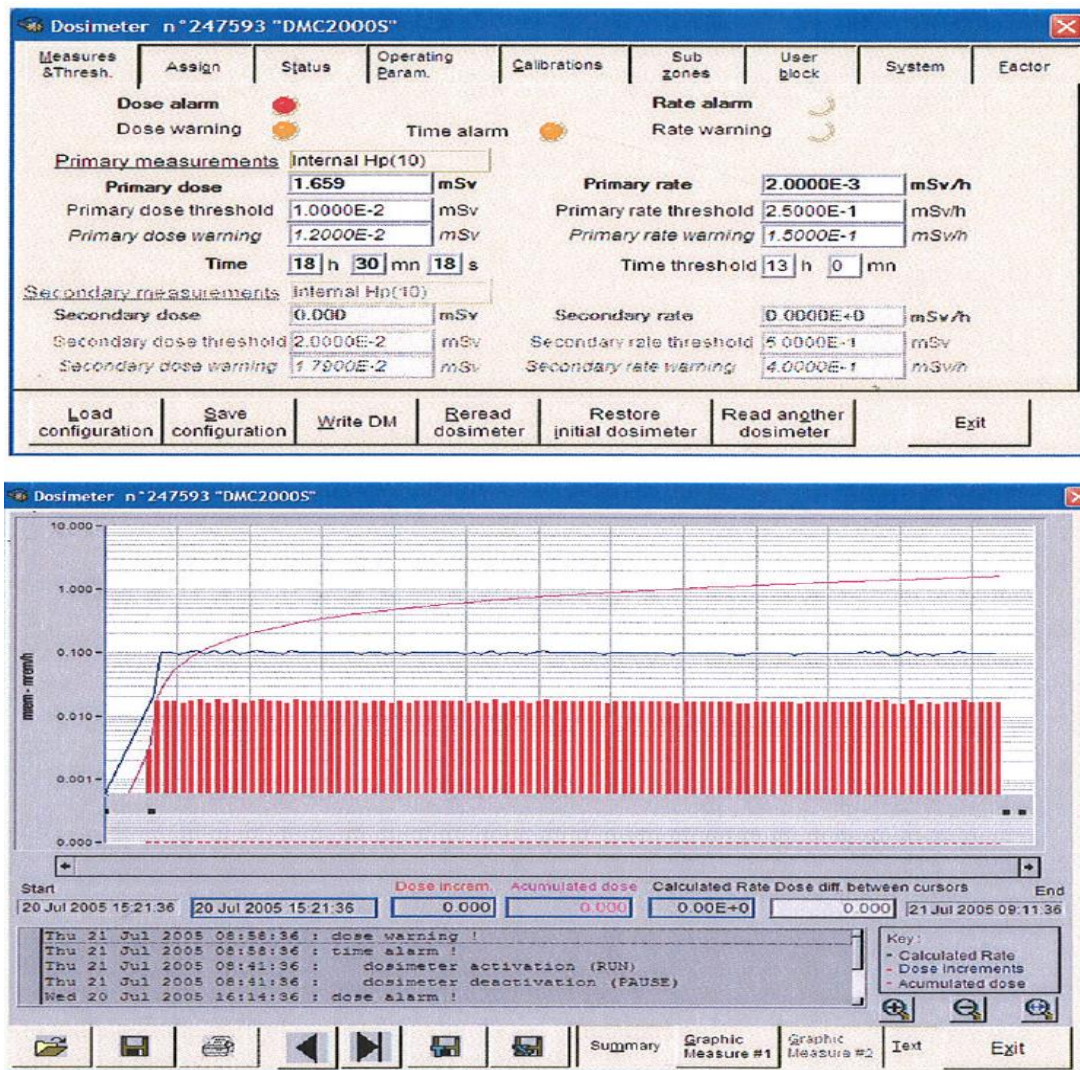 Dosimeter n°247593 "DMC2000S"
Measures &Thresh. Assign Status Operating Param. Calibrations Sub zones User block System Factor
Dose alarm Rate alarm
Dose warning Time alarm Rate warning
Primary measurements Internal Hp(10)
Primary dose 1.659 mSv Primary rate 2.0000E-3 mSv/h
Primary dose threshold 1.0000E-2 mSv Primary rate threshold 2.5000E-1 mSv/h
Primary dose warning 1.2000E-2 mSv Primary rate warning 1.5000E-1 mSv/h
Time 18 h 30 mn 18 s Time threshold 13 h 0 mn
Secondary measurements Internal Hp(10)
Secondary dose 0.000 mSv Secondary rate 0.0000E+0 mSv/h
Secondary dose threshold 2.0000E-2 mSv Secondary rate threshold 5.0000E-1 mSv
Secondary dose warning 1.7900E-2 mSv Secondary rate warning 4.0000E-1 mSv/h
Load configuration Save configuration Write DM Reread dosimeter Restore initial dosimeter Read another dosimeter Exit
Dosimeter n°247593 "DMC2000S"
10.000
1.000
0.100
mrem - mrem/h
0.010
0.001
0.000
Start Dose increm. Acumulated dose Calculated Rate Dose diff. between cursors End
20 Jul 2005 15:21:36 20 Jul 2005 15:21:36 0.000 0.000 0.00E+0 0.000 21 Jul 2005 09:11:36
Thu 21 Jul 2005 08:58:36 : dose warning !
Thu 21 Jul 2005 08:58:36 : time alarm !
Thu 21 Jul 2005 08:41:36 : dosimeter activation (RUN)
Thu 21 Jul 2005 08:41:36 : dosimeter deactivation (PAUSE)
Wed 20 Jul 2005 16:14:36 : dose alarm !
Key :
- Calculated Rate
- Dose Increments
- Acumulated dose
Summary Graphic Measure #1 Graphic Measure #2 Text Exit